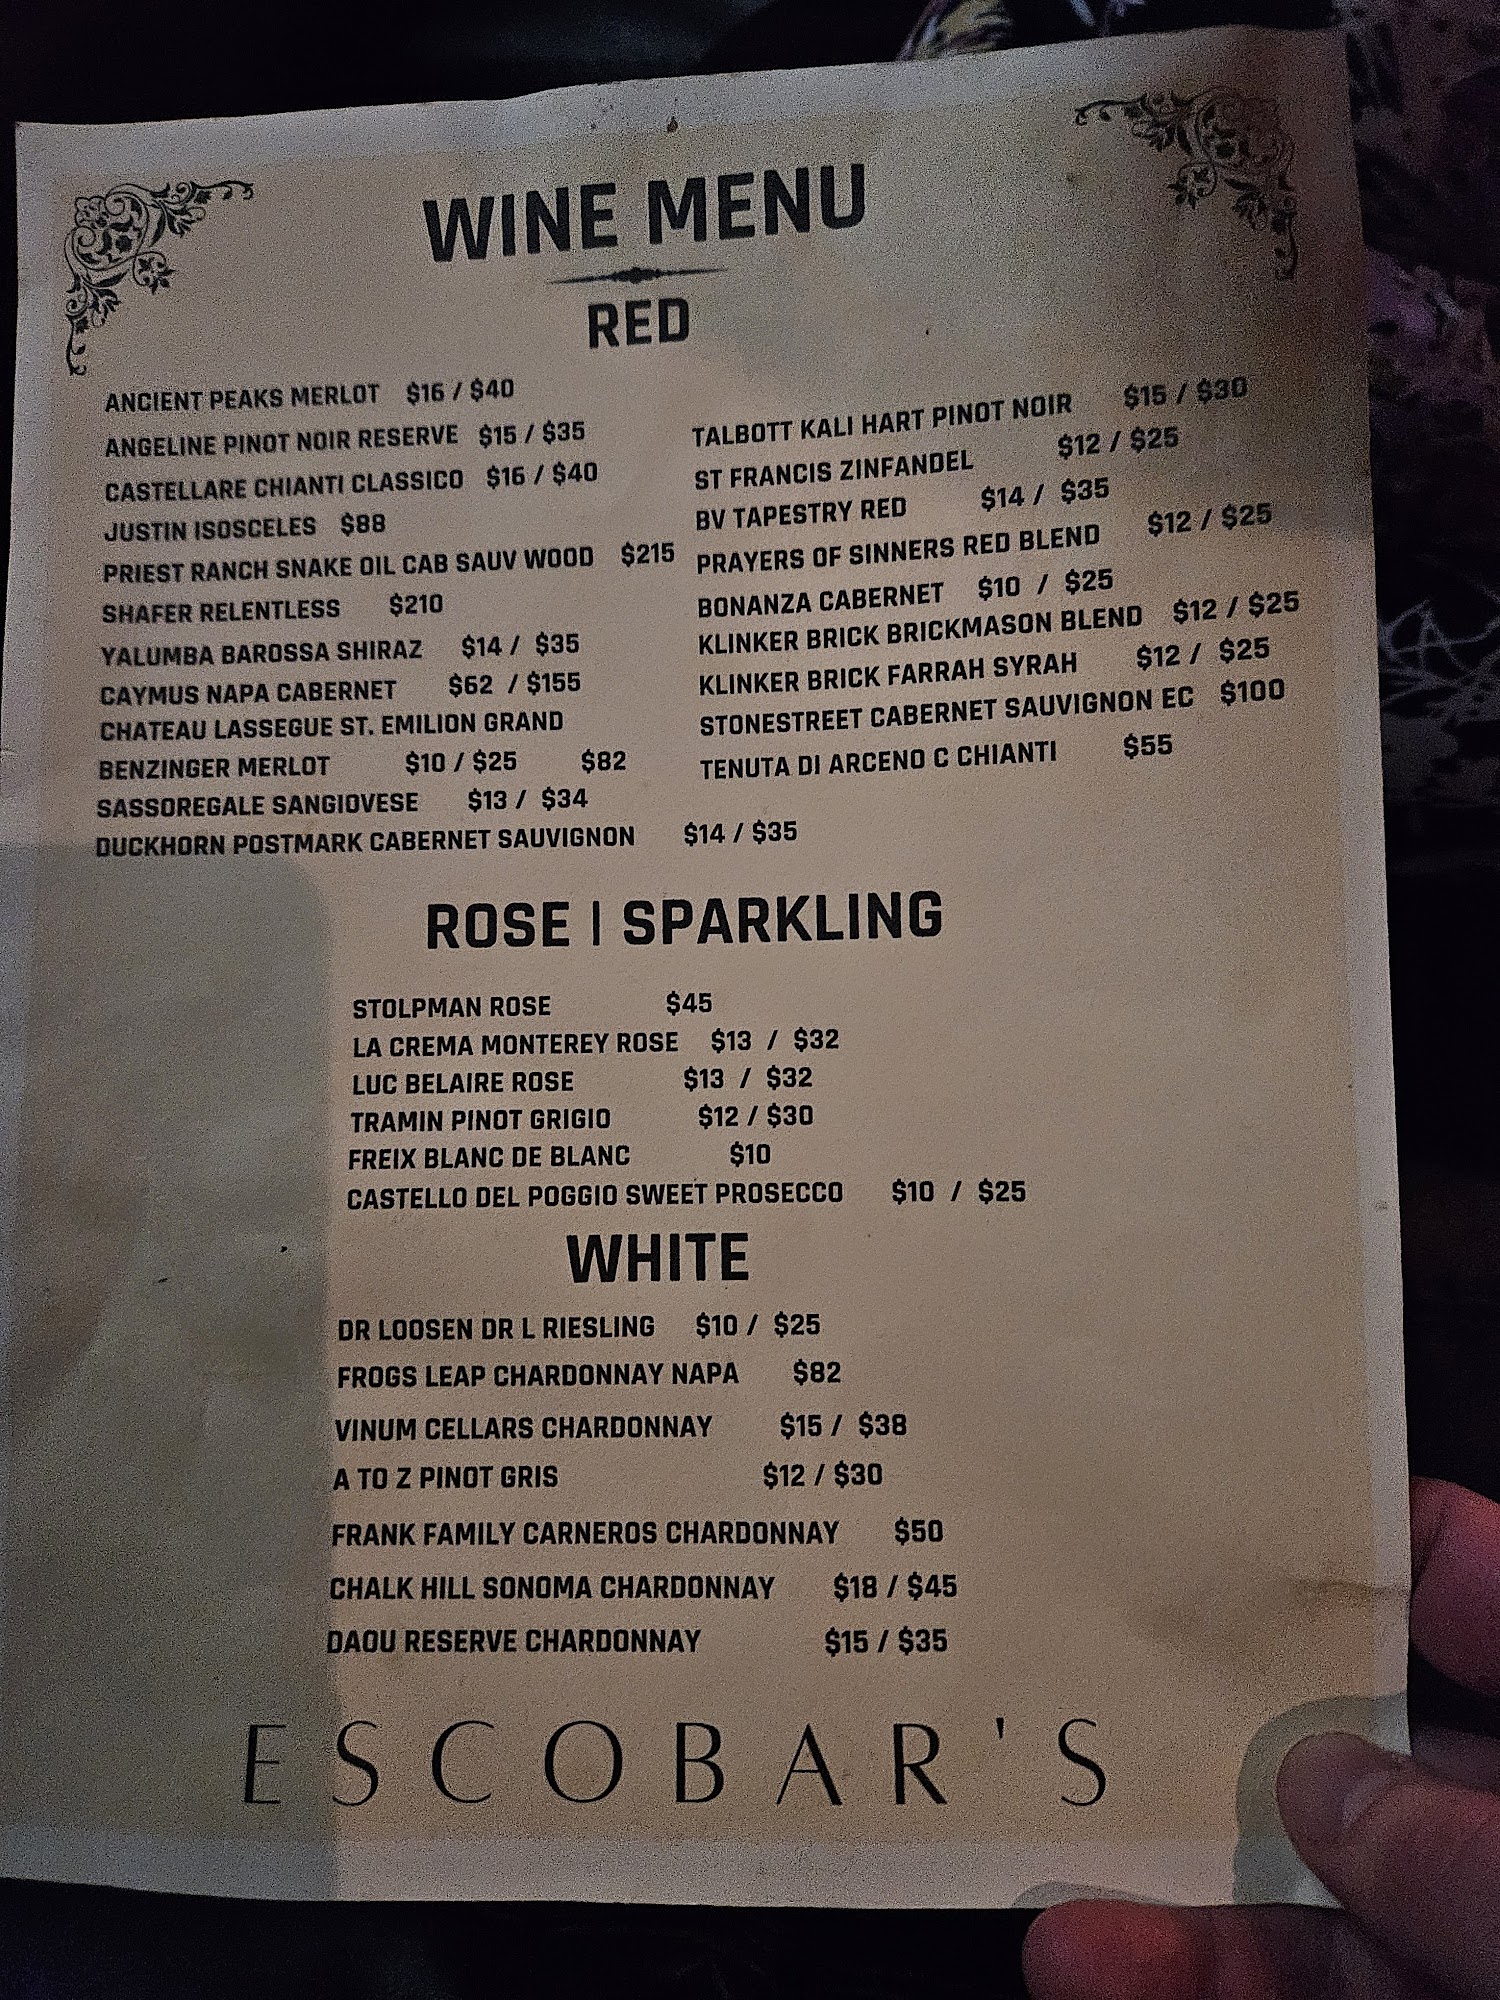 WINE MENU
RED
ANCIENT PEAKS MERLOT $16 / $40
ANGELINE PINOT NOIR RESERVE $15 / $35
CASTELLARE CHIANTI CLASSICO $16 / $40
JUSTIN ISOSCELES $88
PRIEST RANCH SNAKE OIL CAB SAUV WOOD $215
SHAFER RELENTLESS $210
YALUMBA BAROSSA SHIRAZ $14 / $35
CAYMUS NAPA CABERNET $62 / $155
CHATEAU LASSEGUE ST. EMILION GRAND
BENZINGER MERLOT $10 / $25 $82
SASSOREGALE SANGIOVESE $13 / $34
DUCKHORN POSTMARK CABERNET SAUVIGNON $14 / $35
TALBOTT KALI HART PINOT NOIR $15 / $30
ST FRANCIS ZINFANDEL $12 / $25
BV TAPESTRY RED $14 / $35
PRAYERS OF SINNERS RED BLEND $12 / $25
BONANZA CABERNET $10 / $25
KLINKER BRICK BRICKMASON BLEND $12 / $25
KLINKER BRICK FARRAH SYRAH $12 / $25
STONESTREET CABERNET SAUVIGNON EC $100
TENUTA DI ARCENO C CHIANTI $55
ROSE | SPARKLING
STOLPMAN ROSE $45
LA CREMA MONTEREY ROSE $13 / $32
LUC BELAIRE ROSE $13 / $32
TRAMIN PINOT GRIGIO $12 / $30
FREIX BLANC DE BLANC $10
CASTELLO DEL POGGIO SWEET PROSECCO $10 / $25
WHITE
DR LOOSEN DR L RIESLING $10 / $25
FROGS LEAP CHARDONNAY NAPA $82
VINUM CELLARS CHARDONNAY $15 / $38
A TO Z PINOT GRIS $12 / $30
FRANK FAMILY CARNEROS CHARDONNAY $50
CHALK HILL SONOMA CHARDONNAY $18 / $45
DAOU RESERVE CHARDONNAY $15 / $35
ESCOBAR'S